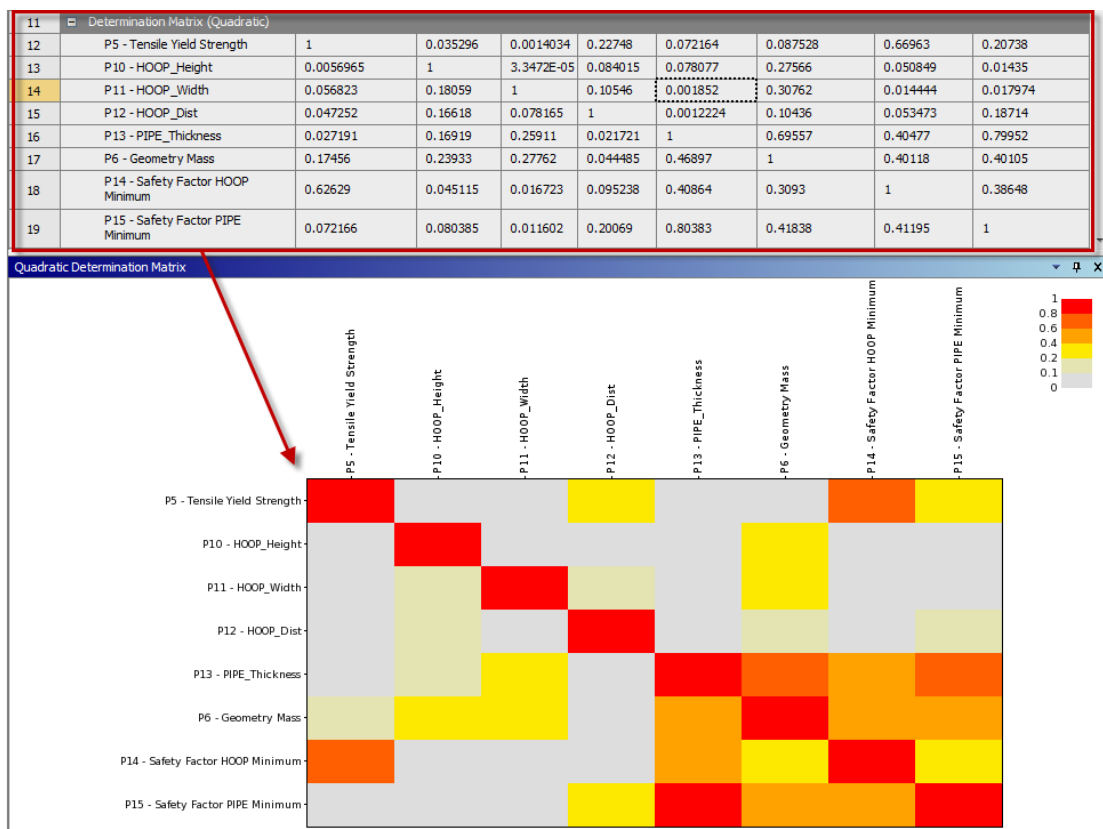 11 Determination Matrix (Quadratic)
12 P5 - Tensile Yield Strength 1 0.035296 0.0014034 0.22748 0.072164 0.087528 0.66963 0.20738
13 P10 - HOOP_Height 0.0056965 1 3.3472E-05 0.084015 0.078077 0.27566 0.050849 0.01435
14 P11 - HOOP_Width 0.056823 0.18059 1 0.10546 0.001852 0.30762 0.014444 0.017974
15 P12 - HOOP_Dist 0.047252 0.16618 0.078165 1 0.0012224 0.10436 0.053473 0.18714
16 P13 - PIPE_Thickness 0.027191 0.16919 0.25911 0.021721 1 0.69557 0.40477 0.79952
17 P6 - Geometry Mass 0.17456 0.23933 0.27762 0.044485 0.46897 1 0.40118 0.40105
18 P14 - Safety Factor HOOP
Minimum 0.62629 0.045115 0.016723 0.095238 0.40864 0.3093 1 0.38648
19 P15 - Safety Factor PIPE
Minimum 0.072166 0.080385 0.011602 0.20069 0.80383 0.41838 0.41195 1
Quadratic Determination Matrix
P5 - Tensile Yield Strength
P10 - HOOP_Height
P11 - HOOP_Width
P12 - HOOP_Dist
P13 - PIPE_Thickness
P6 - Geometry Mass
P14 - Safety Factor HOOP Minimum
P15 - Safety Factor PIPE Minimum
1
0.8
0.6
0.4
0.2
0.1
0
P5 - Tensile Yield Strength
P10 - HOOP_Height
P11 - HOOP_Width
P12 - HOOP_Dist
P13 - PIPE_Thickness
P6 - Geometry Mass
P14 - Safety Factor HOOP Minimum
P15 - Safety Factor PIPE Minimum